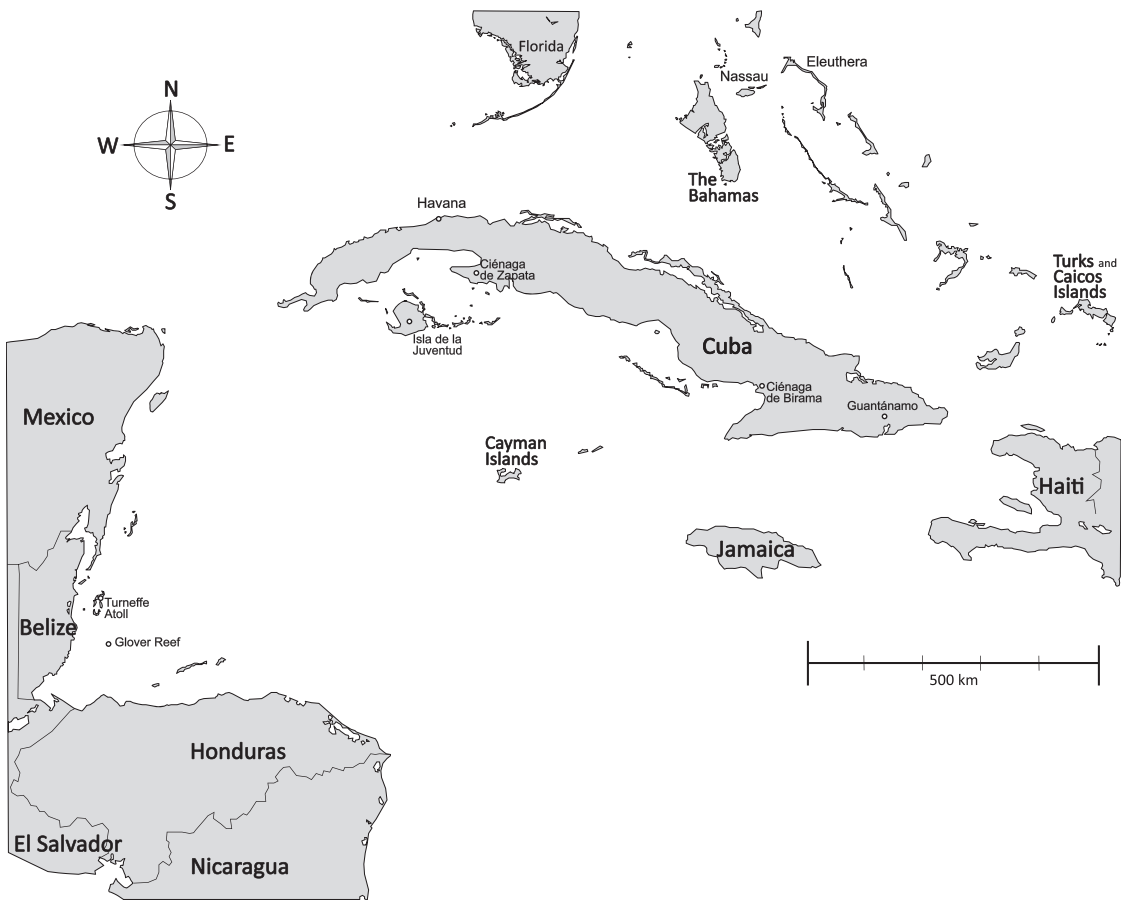 Florida
Eleuthera
Nassau
N
W
E
S
The
Bahamas
Havana
Ciénaga
de Zapata
Turks and
Caicos
Islands
Isla de la
Juventud
Cuba
Ciénaga
de Birama
Guantánamo
Mexico
Cayman
Islands
Haiti
Jamaica
Turneffe
Atoll
Belize
Glover Reef
500 km
Honduras
El Salvador
Nicaragua